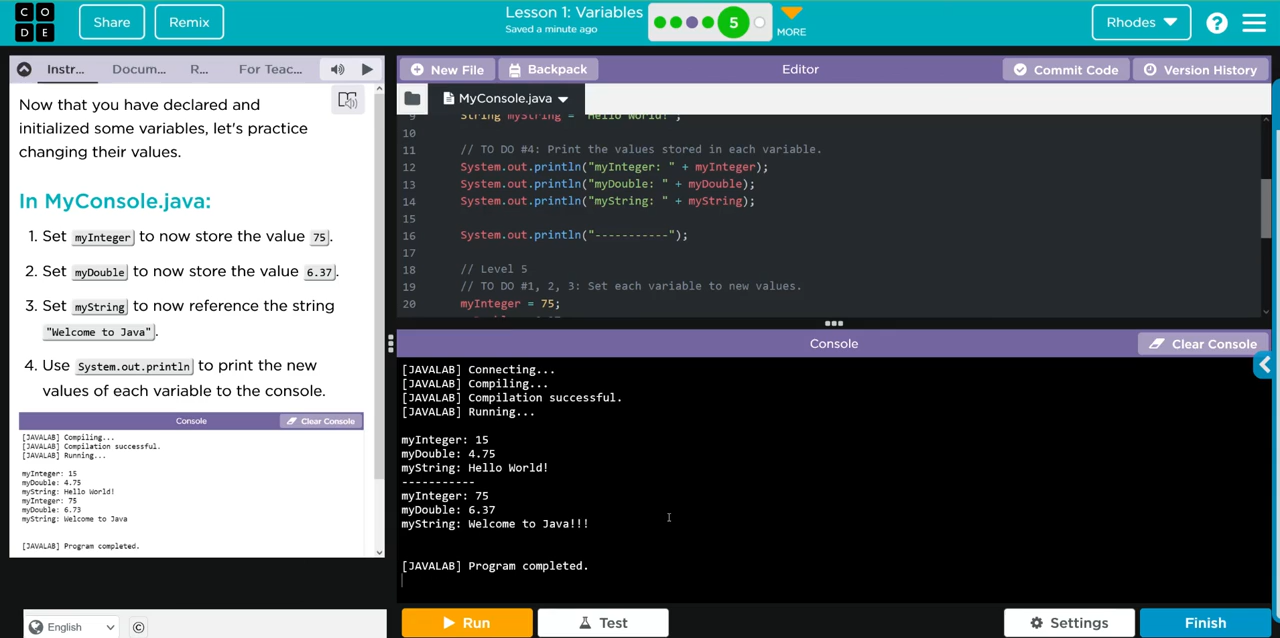 C O
D E
Share
Remix
Lesson 1: Variables
Saved a minute ago
5
MORE
Rhodes
?
Instr...
Docum...
R...
For Teac...
New File
Backpack
Editor
Commit Code
Version History
MyConsole.java
Now that you have declared and
initialized some variables, let's practice
changing their values.
In MyConsole.java:
1. Set myInteger to now store the value 75.
2. Set myDouble to now store the value 6.37.
3. Set myString to now reference the string
"Welcome to Java".
4. Use System.out.println to print the new
values of each variable to the console.
Console
Clear Console
[JAVALAB] Compiling...
[JAVALAB] Compilation successful.
[JAVALAB] Running...
myInteger: 15
myDouble: 4.75
myString: Hello World!
myInteger: 75
myDouble: 6.73
myString: Welcome to Java
[JAVALAB] Program completed.
English
©
9 String myString = "Hello World!";
10
11 // TO DO #4: Print the values stored in each variable.
12 System.out.println("myInteger: " + myInteger);
13 System.out.println("myDouble: " + myDouble);
14 System.out.println("myString: " + myString);
15
16 System.out.println("-----------");
17
18 // Level 5
19 // TO DO #1, 2, 3: Set each variable to new values.
20 myInteger = 75;
Console
Clear Console
[JAVALAB] Connecting...
[JAVALAB] Compiling...
[JAVALAB] Compilation successful.
[JAVALAB] Running...
myInteger: 15
myDouble: 4.75
myString: Hello World!
-----------
myInteger: 75
myDouble: 6.37
myString: Welcome to Java!!!
[JAVALAB] Program completed.
Run
Test
Settings
Finish